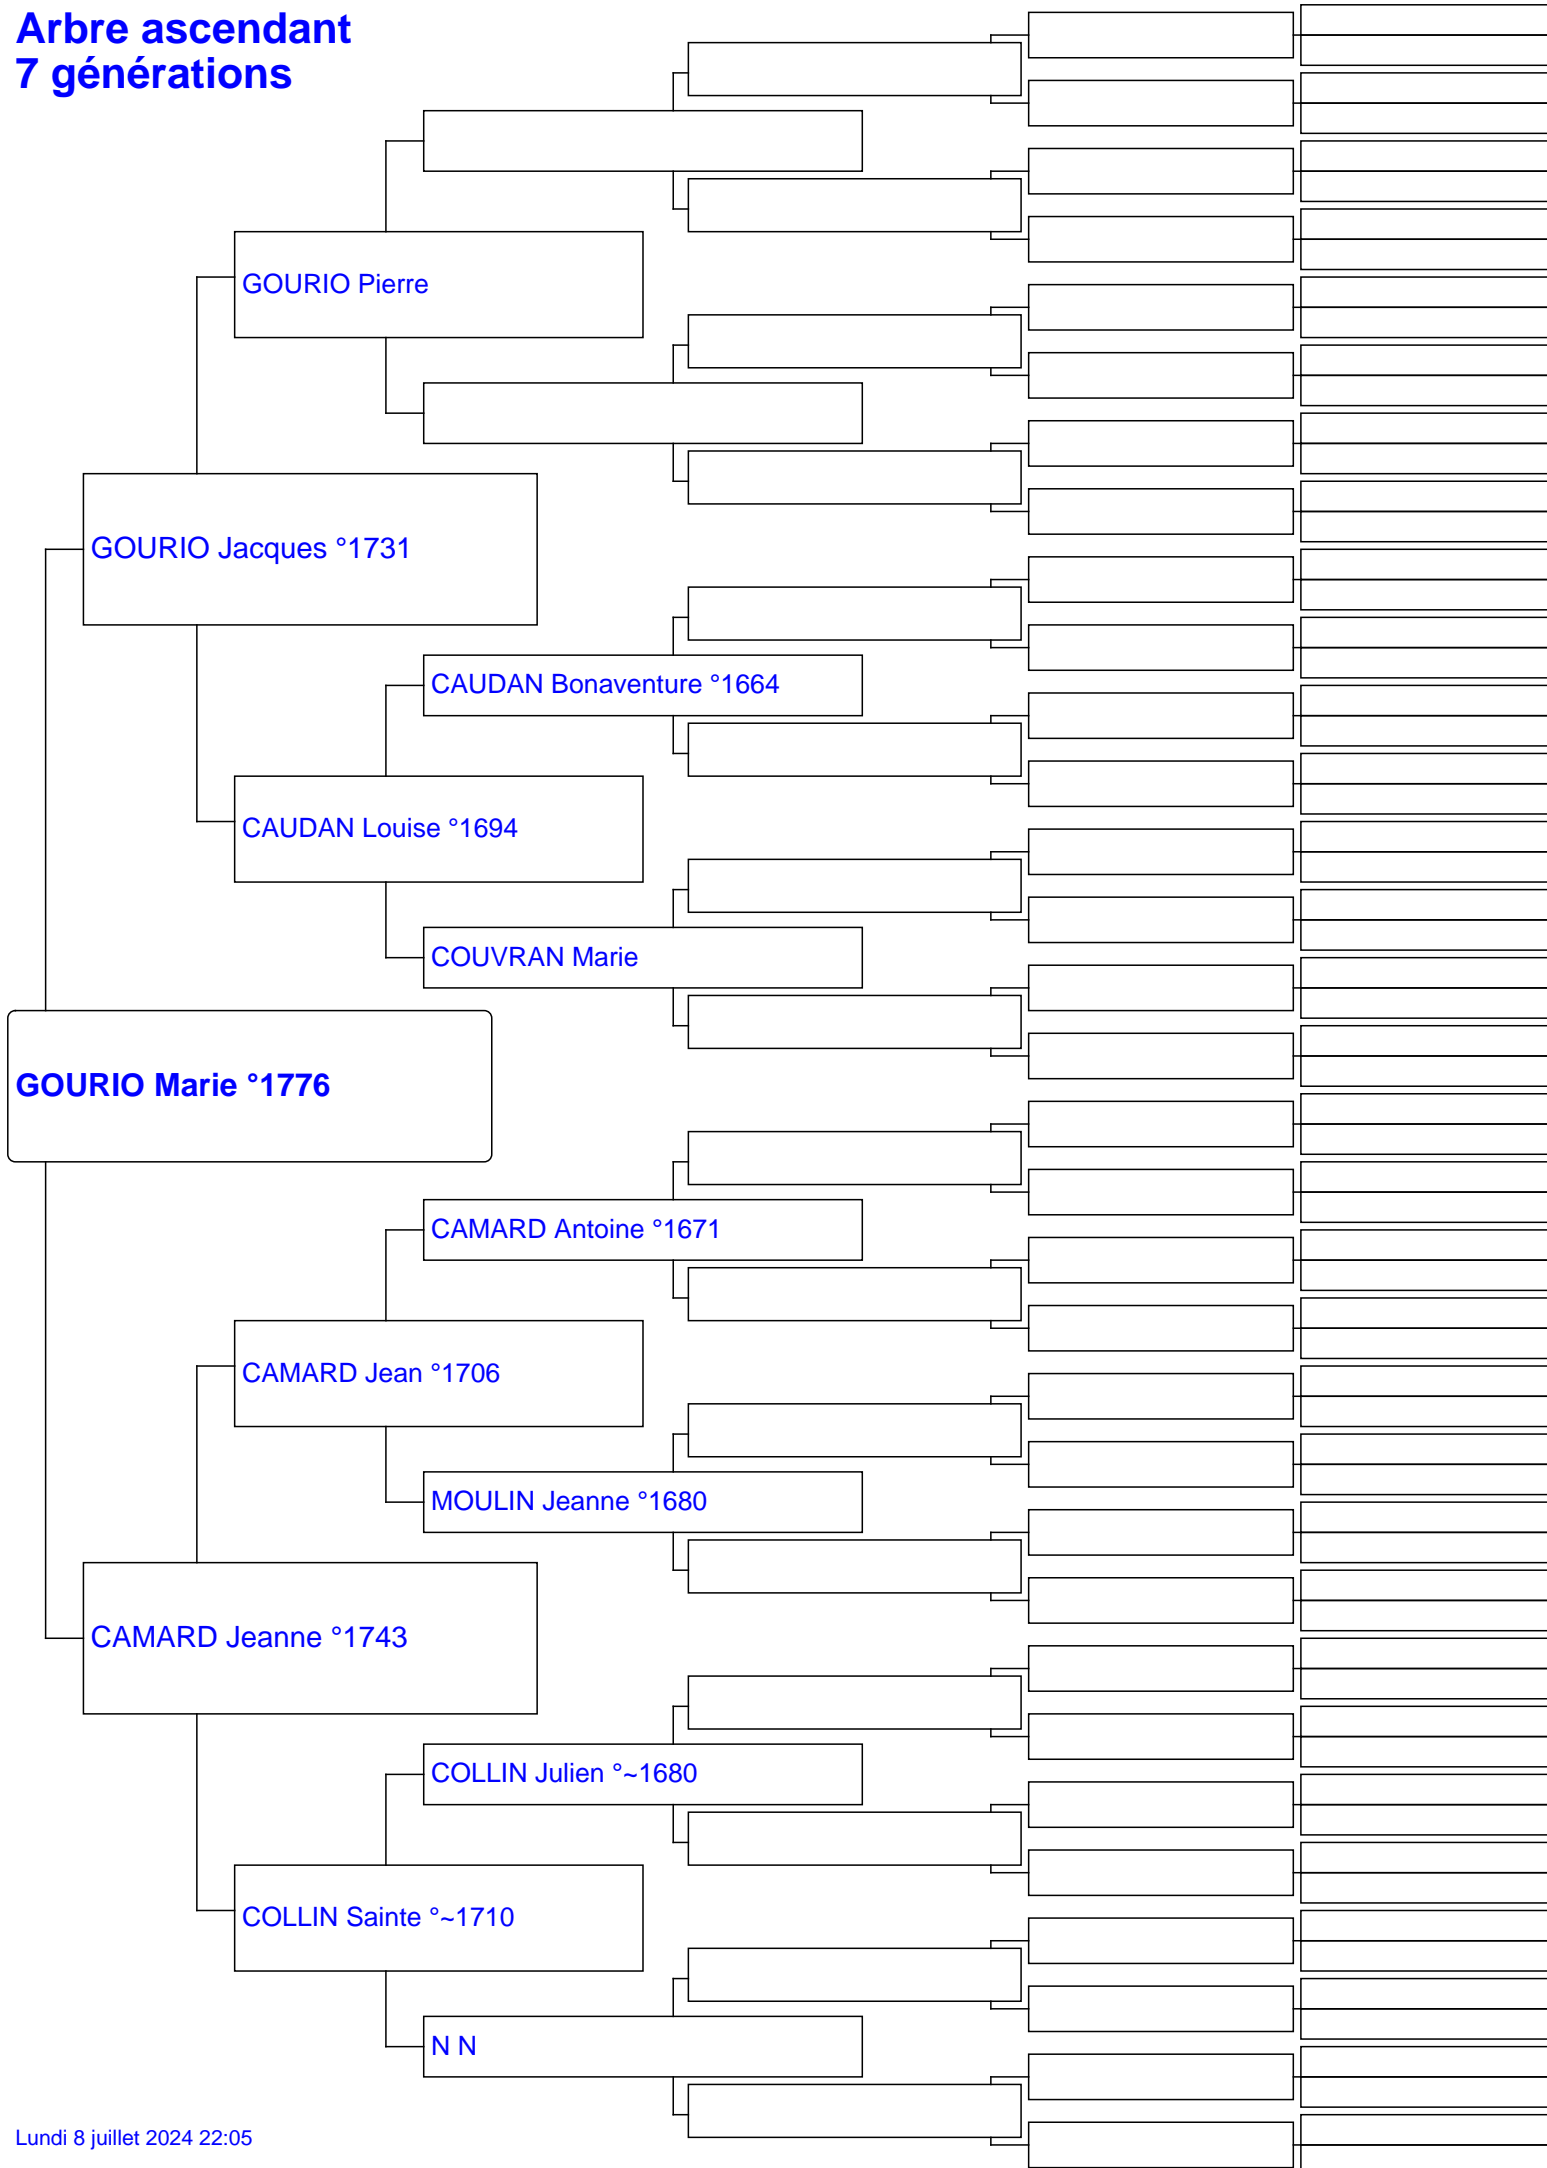 Arbre ascendant
7 générations
GOURIO Pierre
GOURIO Jacques °1731
CAUDAN Bonaventure °1664
CAUDAN Louise °1694
COUVRAN Marie
GOURIO Marie °1776
CAMARD Antoine °1671
CAMARD Jean °1706
MOULIN Jeanne °1680
CAMARD Jeanne °1743
COLLIN Julien °~1680
COLLIN Sainte °~1710
N N
Lundi 8 juillet 2024 22:05